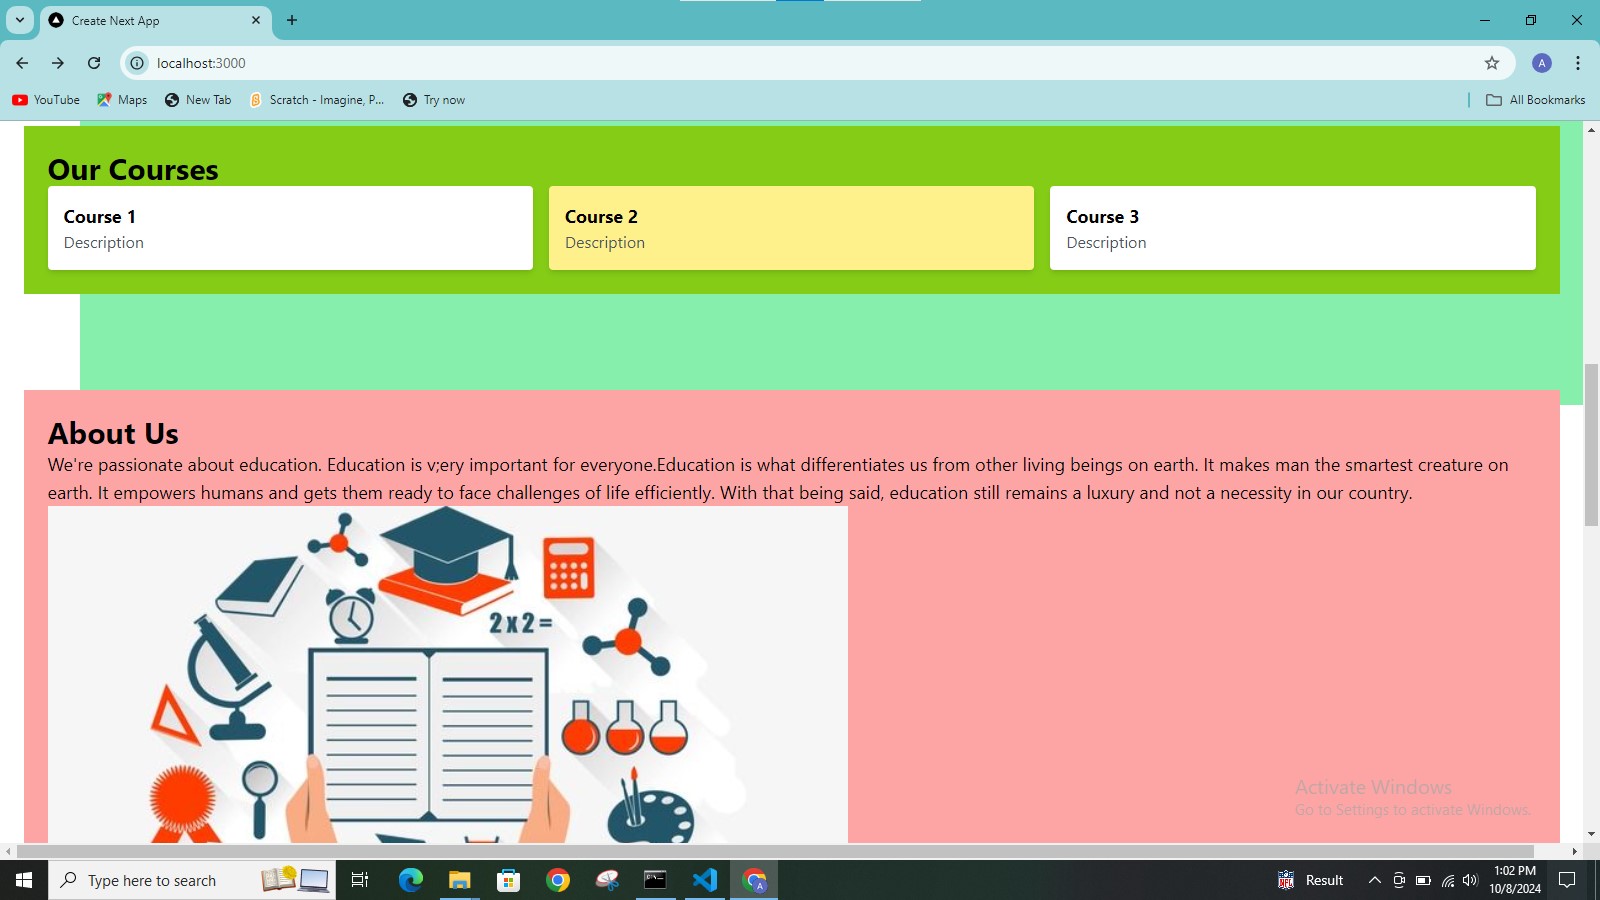 Create Next App
localhost:3000
YouTube Maps New Tab Scratch - Imagine, P... Try now All Bookmarks
A
Our Courses
Course 1
Description
Course 2
Description
Course 3
Description
About Us
We're passionate about education. Education is v;ery important for everyone.Education is what differentiates us from other living beings on earth. It makes man the smartest creature on
earth. It empowers humans and gets them ready to face challenges of life efficiently. With that being said, education still remains a luxury and not a necessity in our country.
2x2=
Activate Windows
Go to Settings to activate Windows.
Type here to search
A
NFL
Result
1:02 PM
10/8/2024